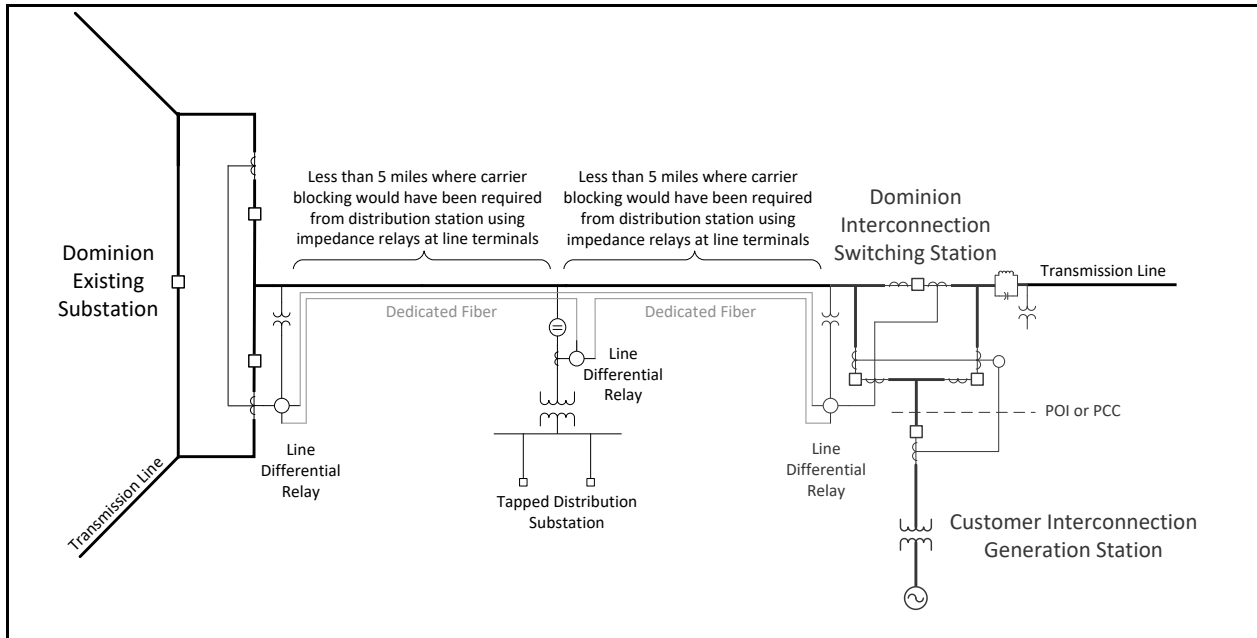 Less than 5 miles where carrier
blocking would have been required
from distribution station using
impedance relays at line terminals
Less than 5 miles where carrier
blocking would have been required
from distribution station using
impedance relays at line terminals
Dominion
Interconnection
Switching Station
Transmission Line
Dominion
Existing
Substation
Dedicated Fiber
Dedicated Fiber
Line
Differential
Relay
POI or PCC
Line
Differential
Relay
Line
Differential
Relay
Tapped Distribution
Substation
Customer Interconnection
Generation Station
Transmission Line